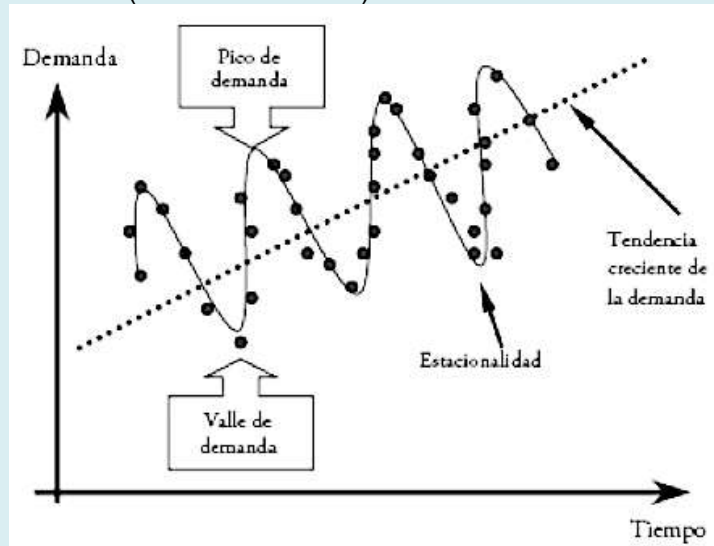 Demanda
Pico de
demanda
Tendencia
creciente de
la demanda
Estacionalidad
Valle de
demanda
Tiempo